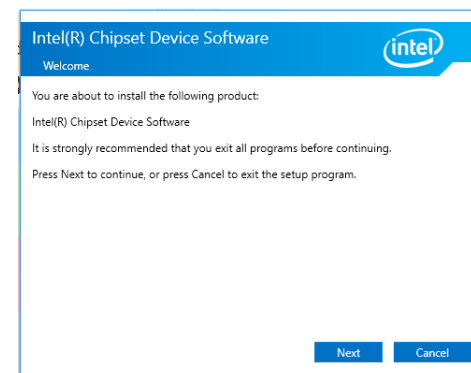 Intel(R) Chipset Device Software
intel
Welcome
You are about to install the following product:
Intel(R) Chipset Device Software
It is strongly recommended that you exit all programs before continuing.
Press Next to continue, or press Cancel to exit the setup program.
Next Cancel